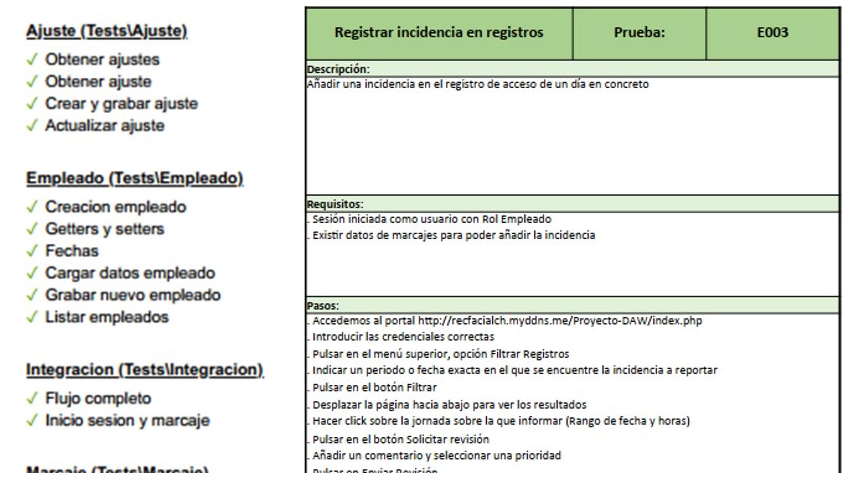 Ajuste (Tests\Ajuste)
✓ Obtener ajustes
✓ Obtener ajuste
✓ Crear y grabar ajuste
✓ Actualizar ajuste
Empleado (Tests\Empleado)
✓ Creacion empleado
✓ Getters y setters
✓ Fechas
✓ Cargar datos empleado
✓ Grabar nuevo empleado
✓ Listar empleados
Integracion (Tests\Integracion)
✓ Flujo completo
✓ Inicio sesion y marcaje
Marcaje (Tests\Marcaje)
Registrar incidencia en registros Prueba: E003
Descripción:
Añadir una incidencia en el registro de acceso de un día en concreto
Requisitos:
. Sesión iniciada como usuario con Rol Empleado
. Existir datos de marcajes para poder añadir la incidencia
Pasos:
. Accedemos al portal http://recfacialch.myddns.me/Proyecto-DAW/index.php
. Introducir las credenciales correctas
. Pulsar en el menú superior, opción Filtrar Registros
. Indicar un periodo o fecha exacta en el que se encuentre la incidencia a reportar
. Pulsar en el botón Filtrar
. Desplazar la página hacia abajo para ver los resultados
. Hacer click sobre la jornada sobre la que informar (Rango de fecha y horas)
. Pulsar en el botón Solicitar revisión
. Añadir un comentario y seleccionar una prioridad
. Pulsar en Enviar Revisión